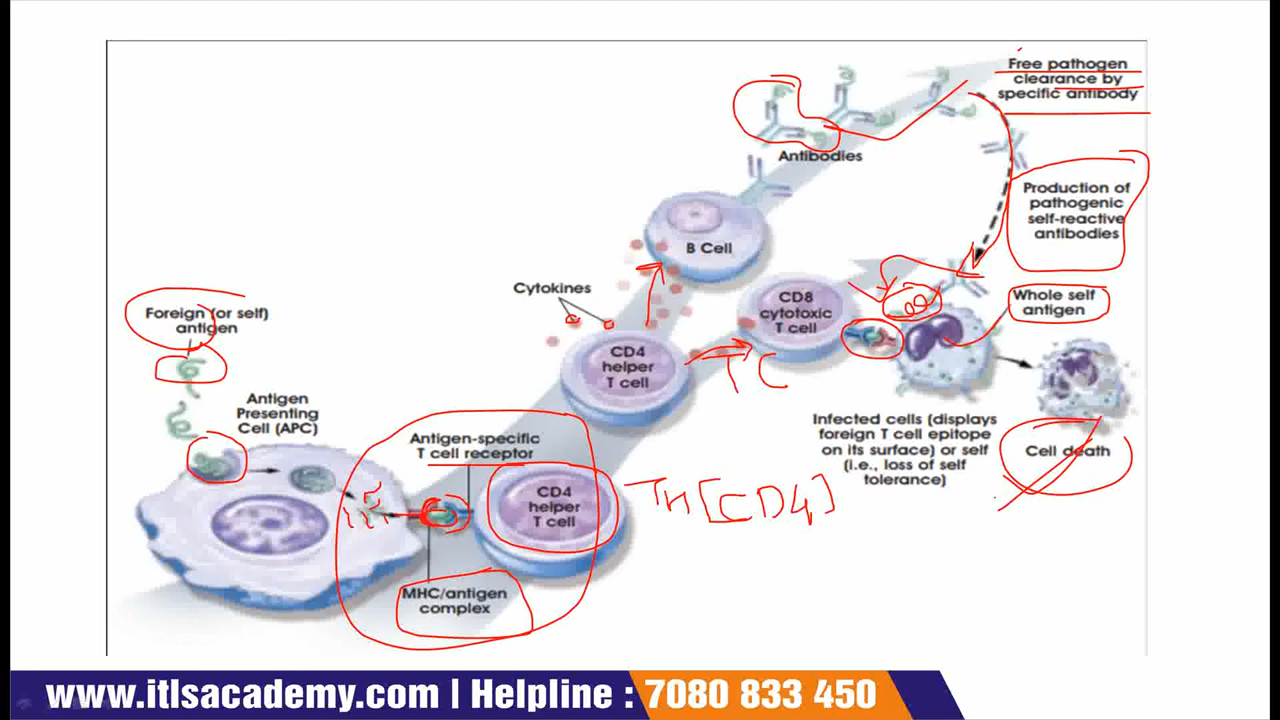 Free pathogen
clearance by
specific antibody
Antibodies
Production of
pathogenic
self-reactive
antibodies
B Cell
Cytokines
CD8
cytotoxic
T cell
Whole self
antigen
Foreign (or self)
antigen
CD4
helper
T cell
TC
Antigen
Presenting
Cell (APC)
Antigen-specific
T cell receptor
Infected cells (displays
foreign T cell epitope
on its surface) or self
(i.e., loss of self
tolerance)
Cell death
CD4
helper
T cell
TH [CD4]
MHC/antigen
complex
www.itlsacademy.com | Helpline : 7080 833 450